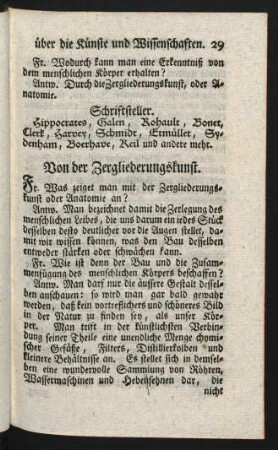 über die Künste und Wissenschaften. 29
Fr. Wodurch kann man eine Erkenntniß von
dem menschlichen Körper erhalten?
Antw. Durch die Zergliederungskunst, oder A-
natomie.
Schriftsteller.
Hippocrates, Galen, Rohault, Bonet,
Clerk, Harvey, Schmidt, Etmüller, Sy-
denham, Boerhave, Keil und andere mehr.
Von der Zergliederungskunst.
Fr. Was zeiget man mit der Zergliederungs-
kunst oder Anatomie an?
Antw. Man bezeichnet damit die Zerlegung des
menschlichen Leibes, die uns darum ein iedes Stück
desselben desto deutlicher vor die Augen stellet, da-
mit wir wissen können, was den Bau desselben
entweder stärken oder schwächen kann.
Fr. Wie ist denn der Bau und die Zusam-
menfügung des menschlichen Körpers beschaffen?
Antw. Man darf nur die äussere Gestalt dessel-
ben anschauen: so wird man gar bald gewahr
werden, daß kein vortreflichers und schöneres Bild
in der Natur zu finden sey, als unser Kör-
per. Man trift in der künstlichsten Verbin-
dung seiner Theile eine unendliche Menge chymi-
scher Gefäße, Filters, Distillierkolben und
kleinere Behältnisse an. Es stellet sich in demsel-
ben eine wundervolle Sammlung von Röhren,
Wassermaschinen und Hebesehnen dar, die
nicht